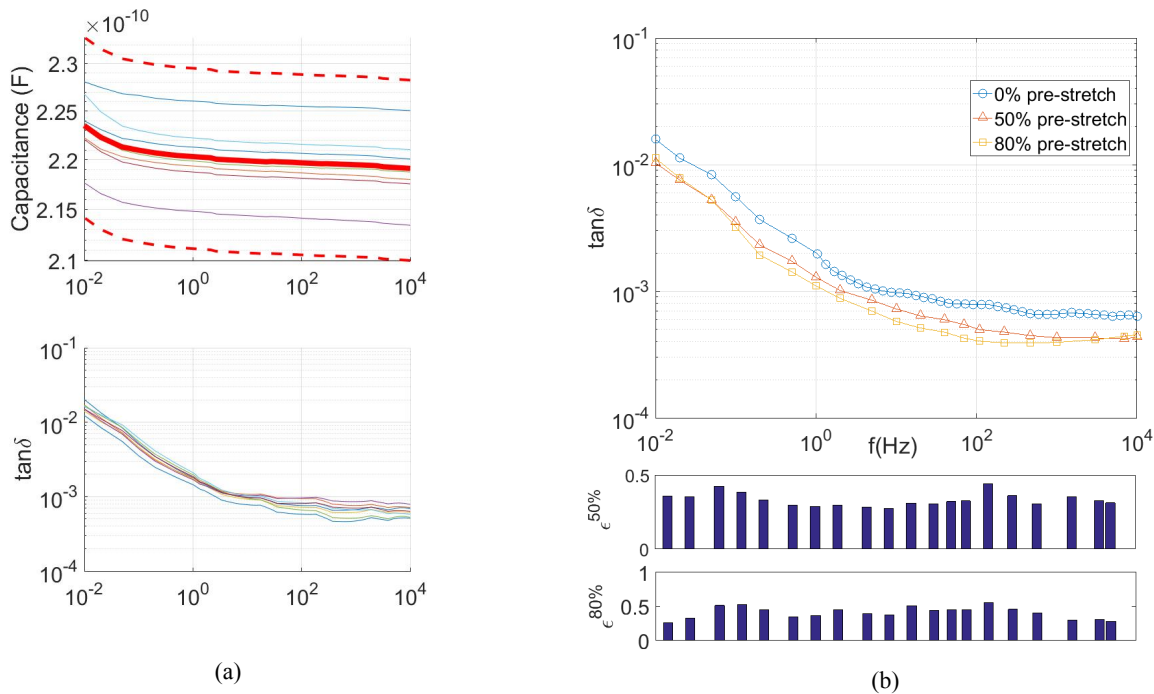 ×10⁻¹⁰
2.3
2.25
2.2
2.15
2.1
Capacitance (F)
10⁻² 10⁰ 10² 10⁴
10⁻¹
10⁻²
10⁻³
10⁻⁴
tanδ
10⁻² 10⁰ 10² 10⁴
(a)
10⁻¹
10⁻²
10⁻³
10⁻⁴
tanδ
0% pre-stretch
50% pre-stretch
80% pre-stretch
10⁻² 10⁰ f(Hz) 10² 10⁴
0.5
0
ϵ⁵⁰%
1
0.5
0
ϵ⁸⁰%
(b)